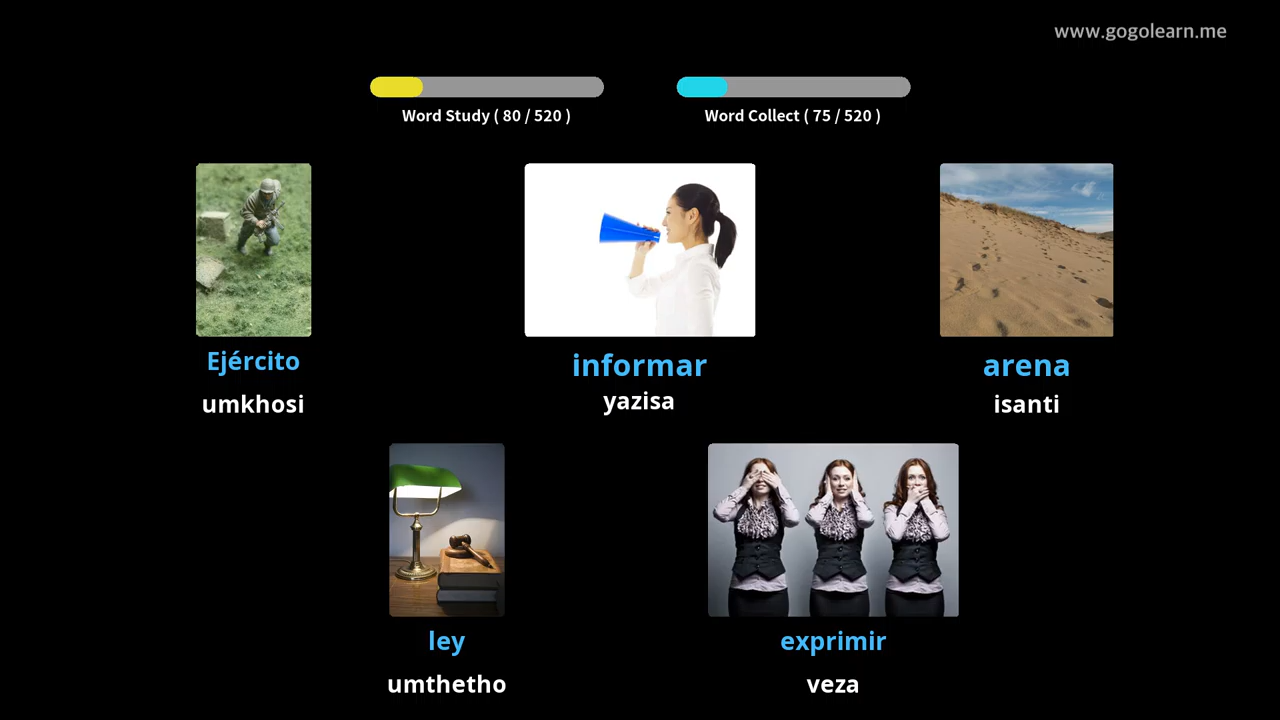 www.gogolearn.me
Word Study ( 80 / 520 )
Word Collect ( 75 / 520 )
Ejército
umkhosi
informar
yazisa
arena
isanti
ley
umthetho
exprimir
veza